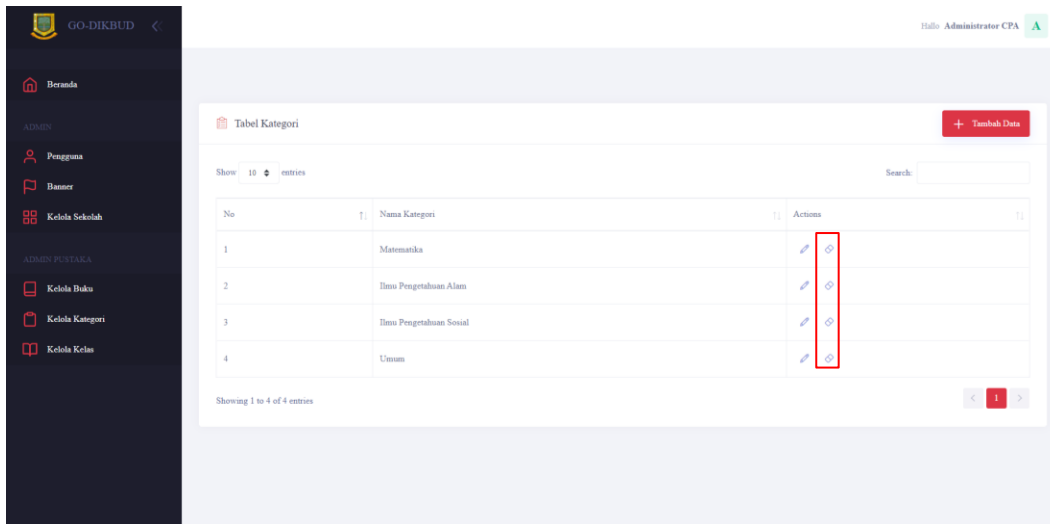 GO-DIKBUD
Hallo Administrator CPA A
Beranda
ADMIN
Pengguna
Banner
Kelola Sekolah
ADMIN PUSTAKA
Kelola Buku
Kelola Kategori
Kelola Kelas
Tabel Kategori
+ Tambah Data
Show 10 entries
Search:
No Nama Kategori Actions
1 Matematika
2 Ilmu Pengetahuan Alam
3 Ilmu Pengetahuan Sosial
4 Umum
Showing 1 to 4 of 4 entries
< 1 >